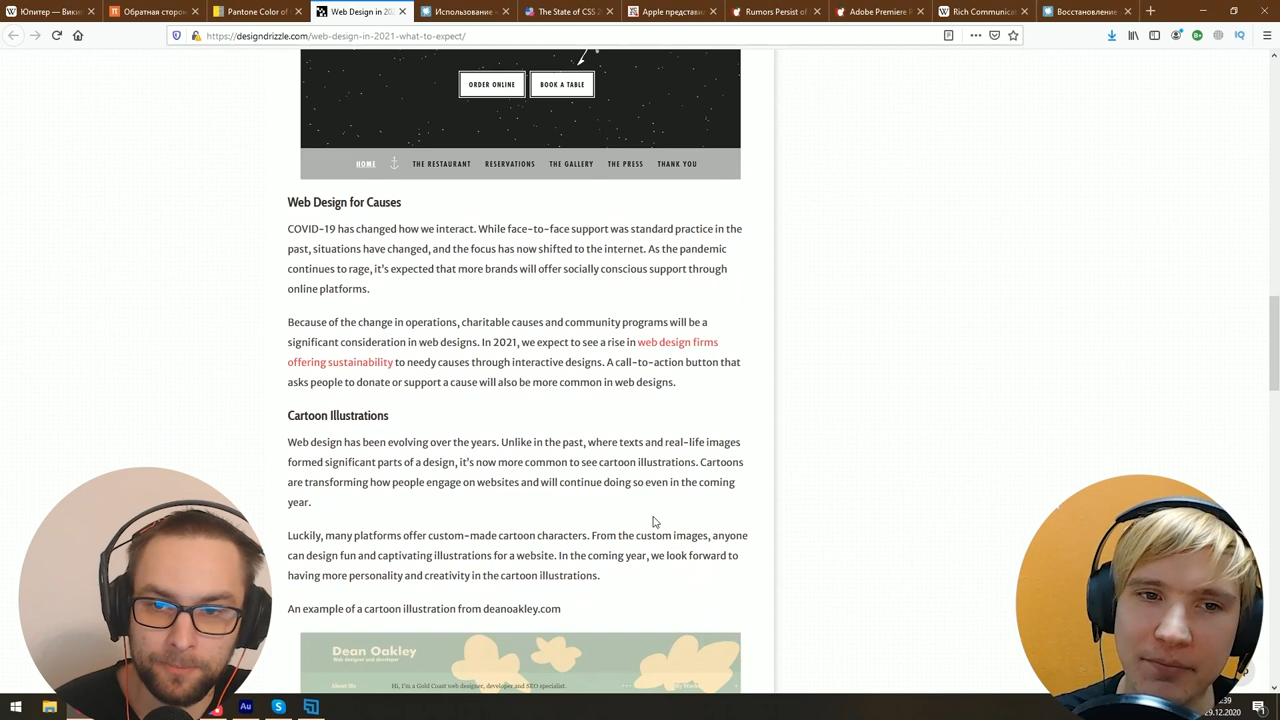 Юпитер — Вики
Обратная сторо
Pantone Color of
Web Design in 202
Использование
The State of CSS 2
Apple представи
Rumors Persist of
Adobe Premiere
Rich Communicat
Восстановление
https://designdrizzle.com/web-design-in-2021-what-to-expect/
ORDER ONLINE
BOOK A TABLE
HOME THE RESTAURANT RESERVATIONS THE GALLERY THE PRESS THANK YOU
Web Design for Causes
COVID-19 has changed how we interact. While face-to-face support was standard practice in the
past, situations have changed, and the focus has now shifted to the internet. As the pandemic
continues to rage, it's expected that more brands will offer socially conscious support through
online platforms.
Because of the change in operations, charitable causes and community programs will be a
significant consideration in web designs. In 2021, we expect to see a rise in web design firms
offering sustainability to needy causes through interactive designs. A call-to-action button that
asks people to donate or support a cause will also be more common in web designs.
Cartoon Illustrations
Web design has been evolving over the years. Unlike in the past, where texts and real-life images
formed significant parts of a design, it's now more common to see cartoon illustrations. Cartoons
are transforming how people engage on websites and will continue doing so even in the coming
year.
Luckily, many platforms offer custom-made cartoon characters. From the custom images, anyone
can design fun and captivating illustrations for a website. In the coming year, we look forward to
having more personality and creativity in the cartoon illustrations.
An example of a cartoon illustration from deanoakley.com
Dean Oakley
Web designer and developer
About Me
Hi, I'm a Gold Coast web designer, developer and SEO specialist.
Au
:39
29.12.2020